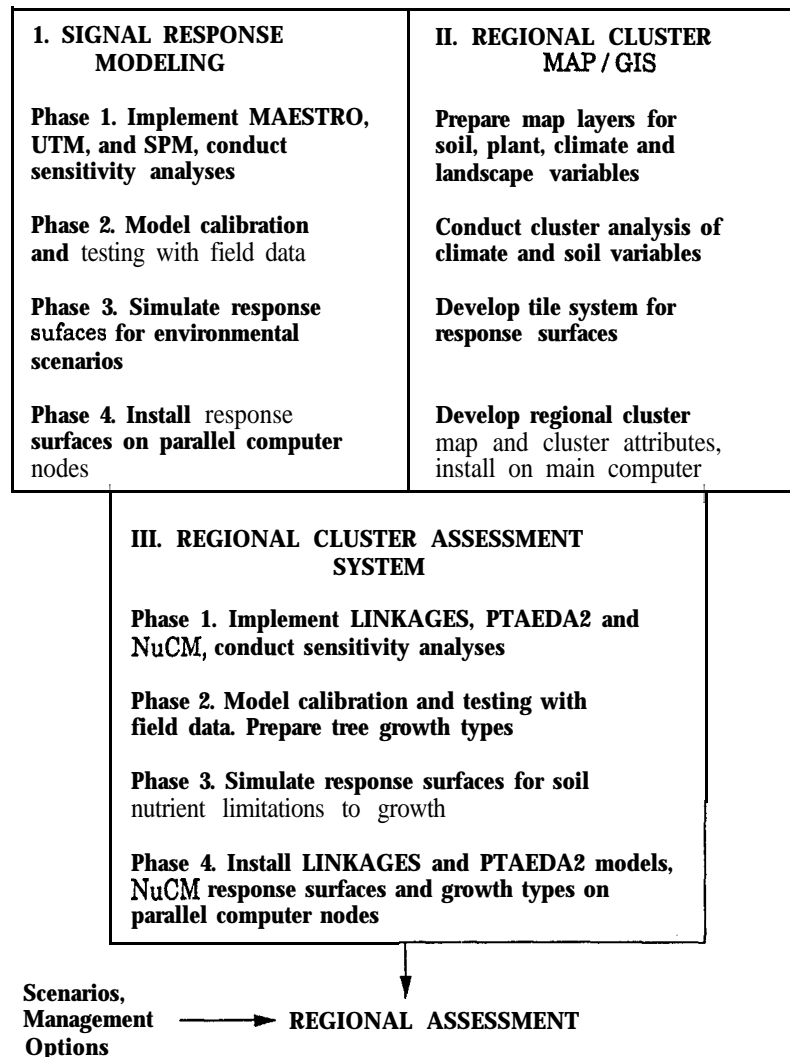 1. SIGNAL RESPONSE
MODELING
Phase 1. Implement MAESTRO,
UTM, and SPM, conduct
sensitivity analyses
Phase 2. Model calibration
and testing with field data
Phase 3. Simulate response
sufaces for environmental
scenarios
Phase 4. Install response
surfaces on parallel computer
nodes
II. REGIONAL CLUSTER
MAP / GIS
Prepare map layers for
soil, plant, climate and
landscape variables
Conduct cluster analysis of
climate and soil variables
Develop tile system for
response surfaces
Develop regional cluster
map and cluster attributes,
install on main computer
III. REGIONAL CLUSTER ASSESSMENT
SYSTEM
Phase 1. Implement LINKAGES, PTAEDA2 and
NuCM, conduct sensitivity analyses
Phase 2. Model calibration and testing with
field data. Prepare tree growth types
Phase 3. Simulate response surfaces for soil
nutrient limitations to growth
Phase 4. Install LINKAGES and PTAEDA2 models,
NuCM response surfaces and growth types on
parallel computer nodes
Scenarios,
Management
Options
REGIONAL ASSESSMENT